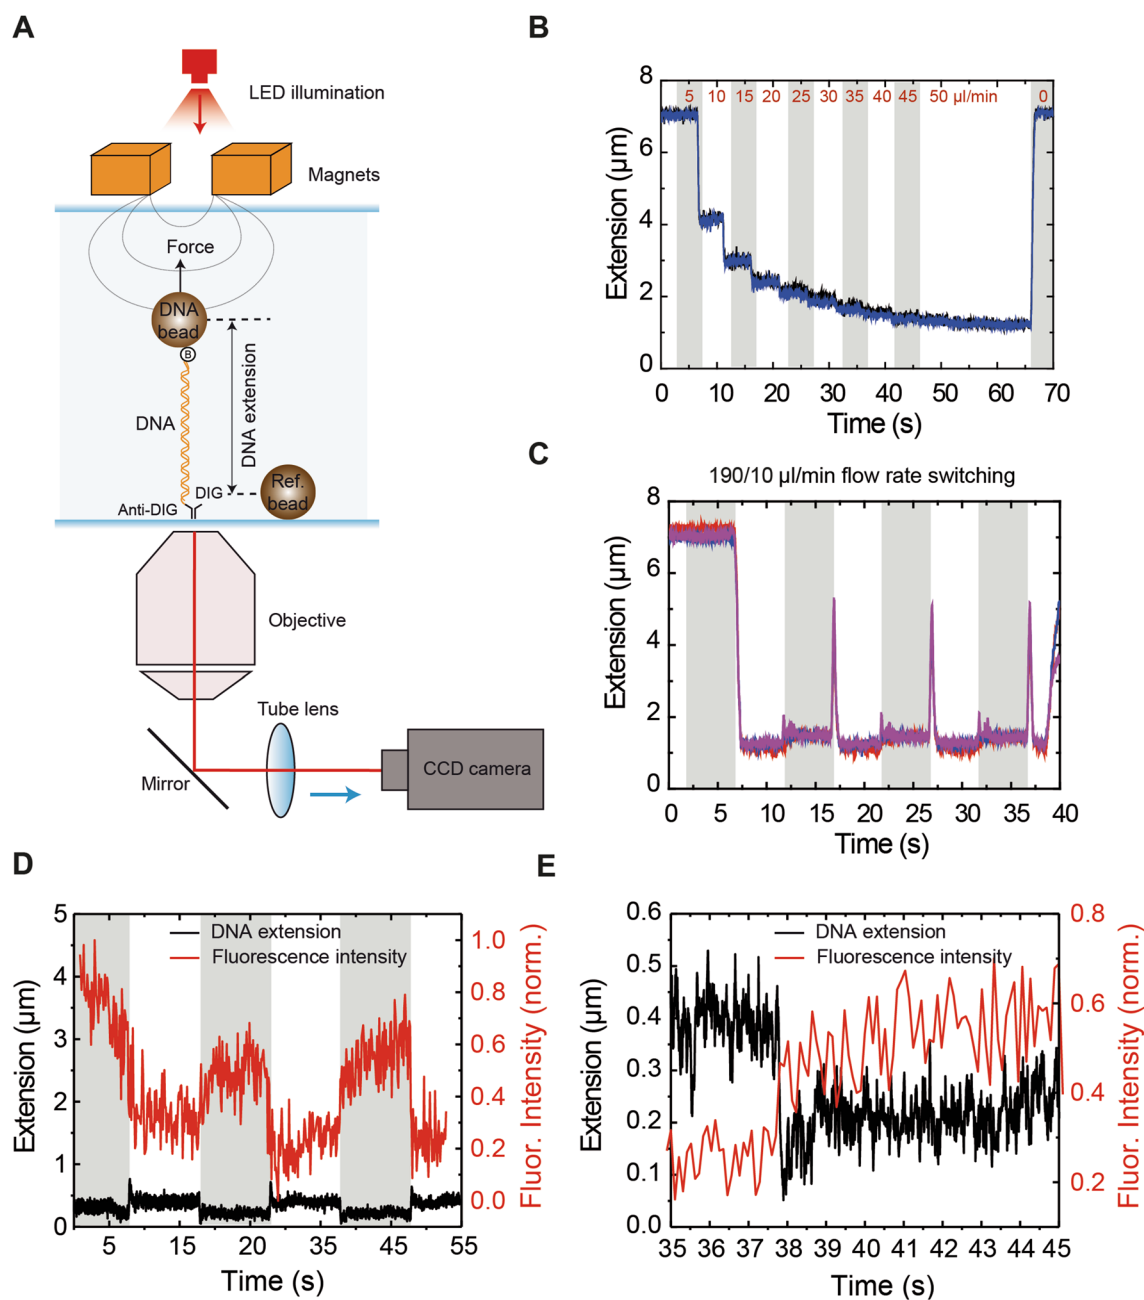 A
LED illumination
Magnets
Force
DNA
bead
B
DNA extension
DNA
DIG
Anti-DIG
Ref.
bead
Objective
Tube lens
Mirror
CCD camera
B
8
6
4
2
0
Extension (µm)
5 10 15 20 25 30 35 40 45 50 µl/min 0
0 10 20 30 40 50 60 70
Time (s)
C
190/10 µl/min flow rate switching
8
6
4
2
0
Extension (µm)
0 5 10 15 20 25 30 35 40
Time (s)
D
5
4
3
2
1
0
Extension (µm)
DNA extension
Fluorescence intensity
1.0
0.8
0.6
0.4
0.2
0.0
Fluor. Intensity (norm.)
5 15 25 35 45 55
Time (s)
E
0.6
0.5
0.4
0.3
0.2
0.1
0.0
Extension (µm)
DNA extension
Fluorescence intensity
0.8
0.6
0.4
0.2
Fluor. Intensity (norm.)
35 36 37 38 39 40 41 42 43 44 45
Time (s)